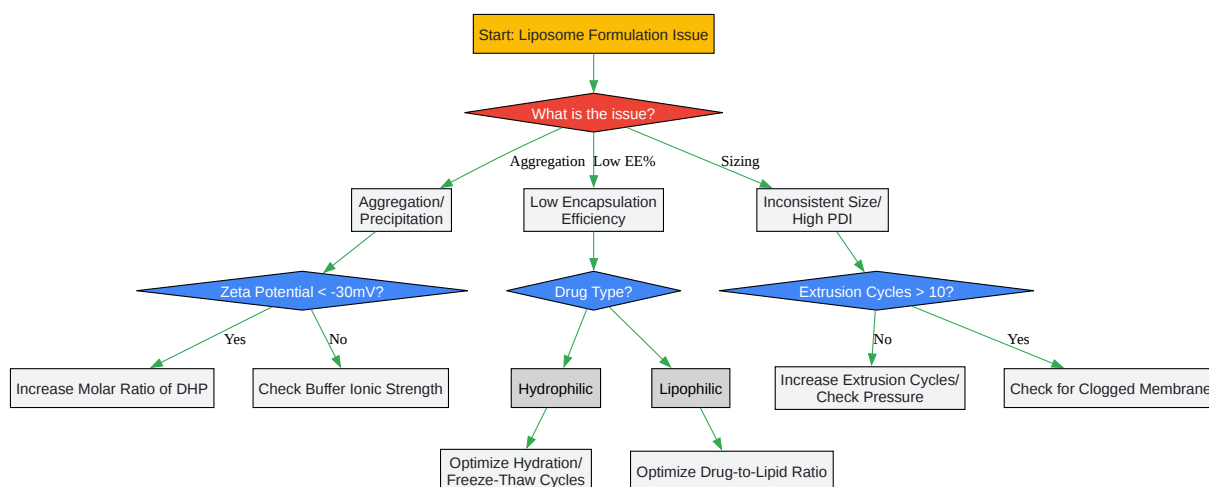 Start: Liposome Formulation Issue
What is the issue?
Aggregation
Low EE%
Sizing
Aggregation/
Precipitation
Low Encapsulation
Efficiency
Inconsistent Size/
High PDI
Zeta Potential < -30mV?
Drug Type?
Extrusion Cycles > 10?
Yes
No
No
Yes
Increase Molar Ratio of DHP
Check Buffer Ionic Strength
Hydrophilic
Lipophilic
Increase Extrusion Cycles/
Check Pressure
Check for Clogged Membrane
Optimize Hydration/
Freeze-Thaw Cycles
Optimize Drug-to-Lipid Ratio